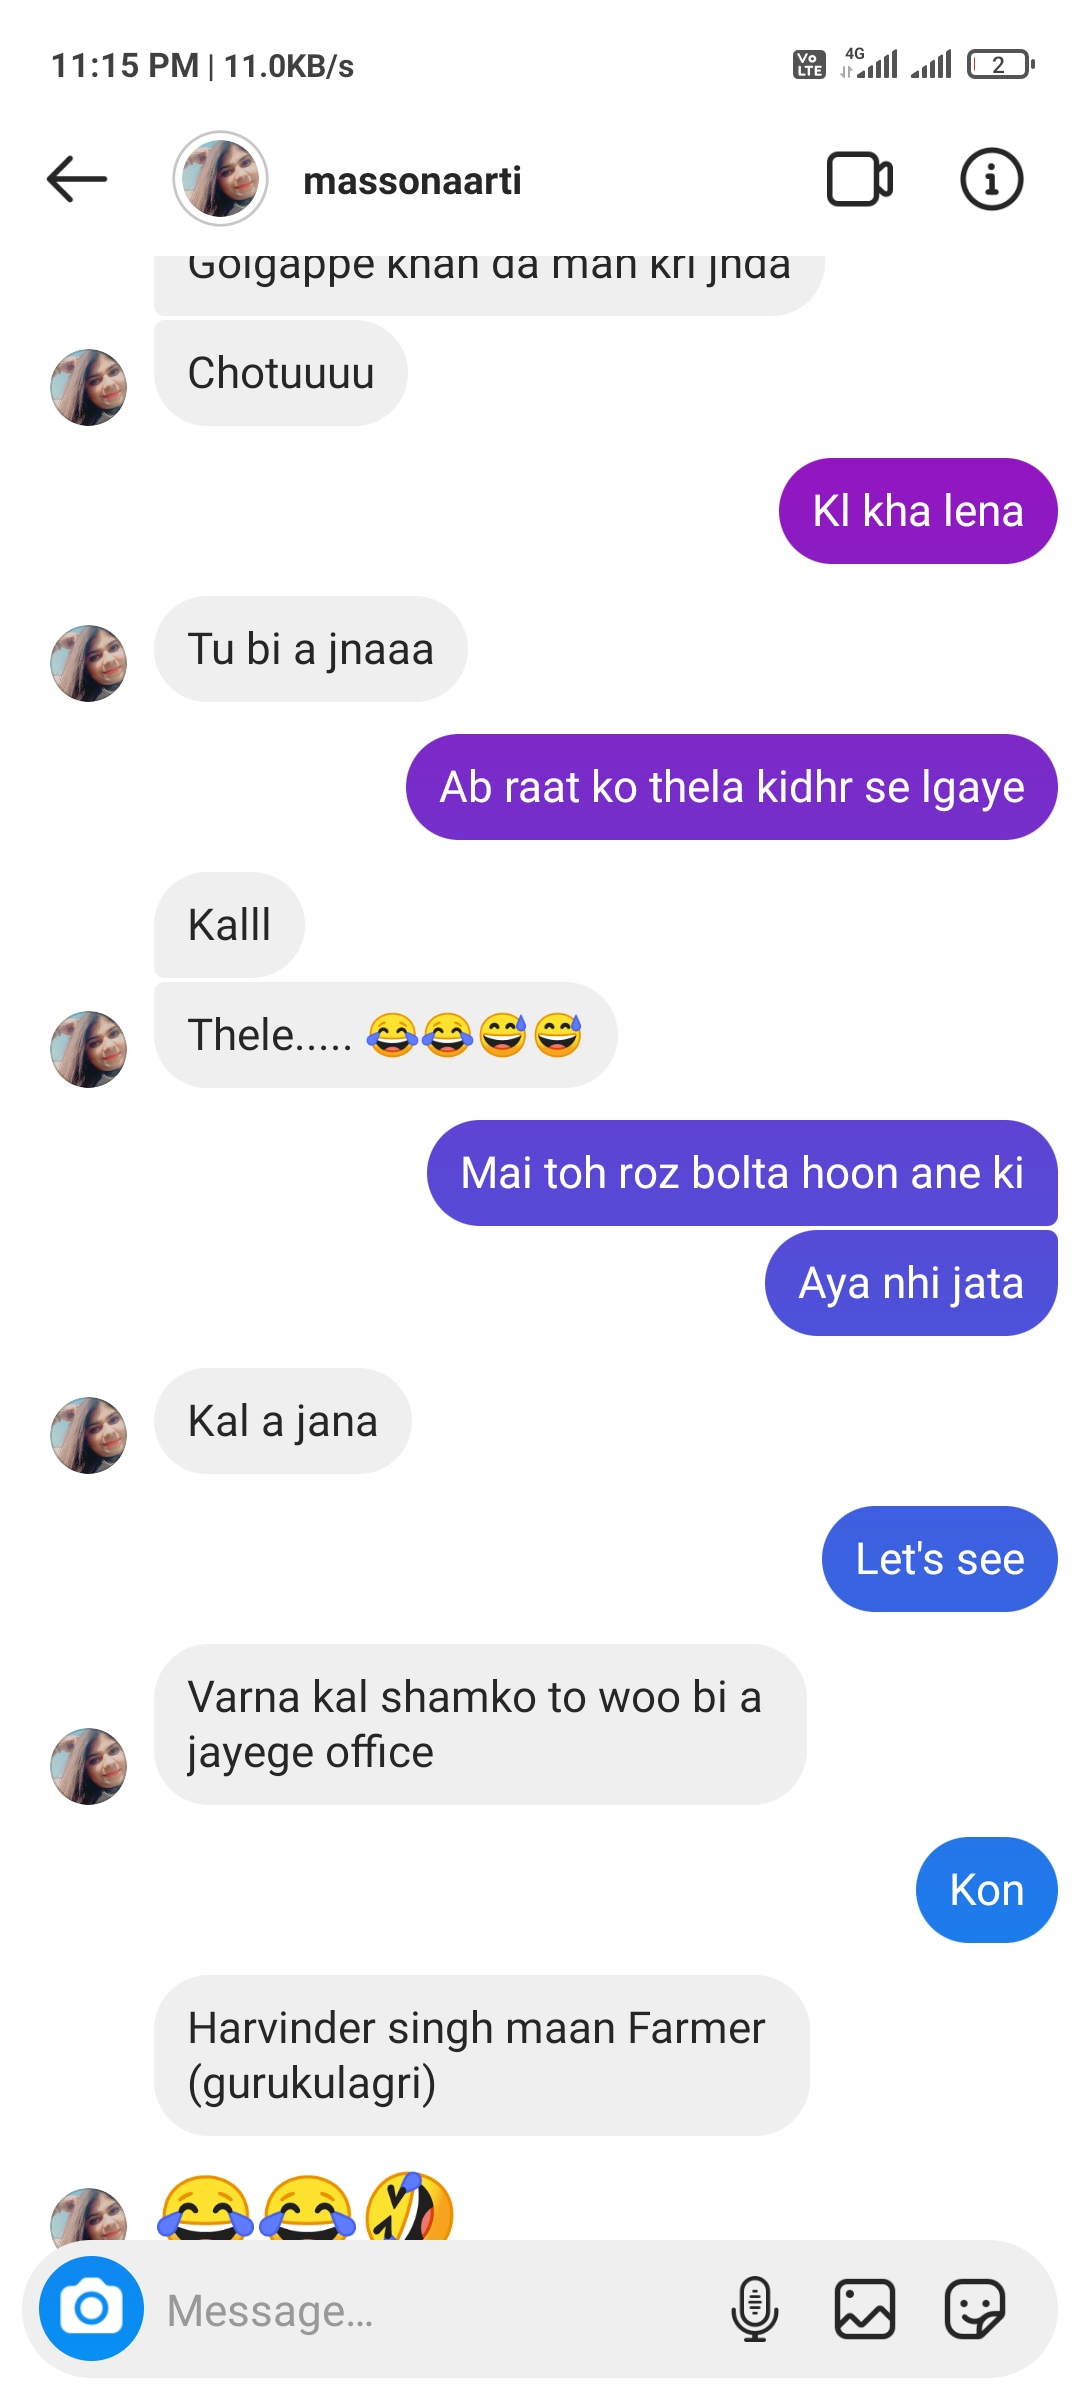 11:15 PM | 11.0KB/s
Vo LTE
4G
2
massonaarti
Golgappe khan da man kri jnda
Chotuuuu
Kl kha lena
Tu bi a jnaaa
Ab raat ko thela kidhr se lgaye
Kalll
Thele..... 😂😂😅😅
Mai toh roz bolta hoon ane ki
Aya nhi jata
Kal a jana
Let's see
Varna kal shamko to woo bi a
jayege office
Kon
Harvinder singh maan Farmer
(gurukulagri)
😂😂🤣
Message...